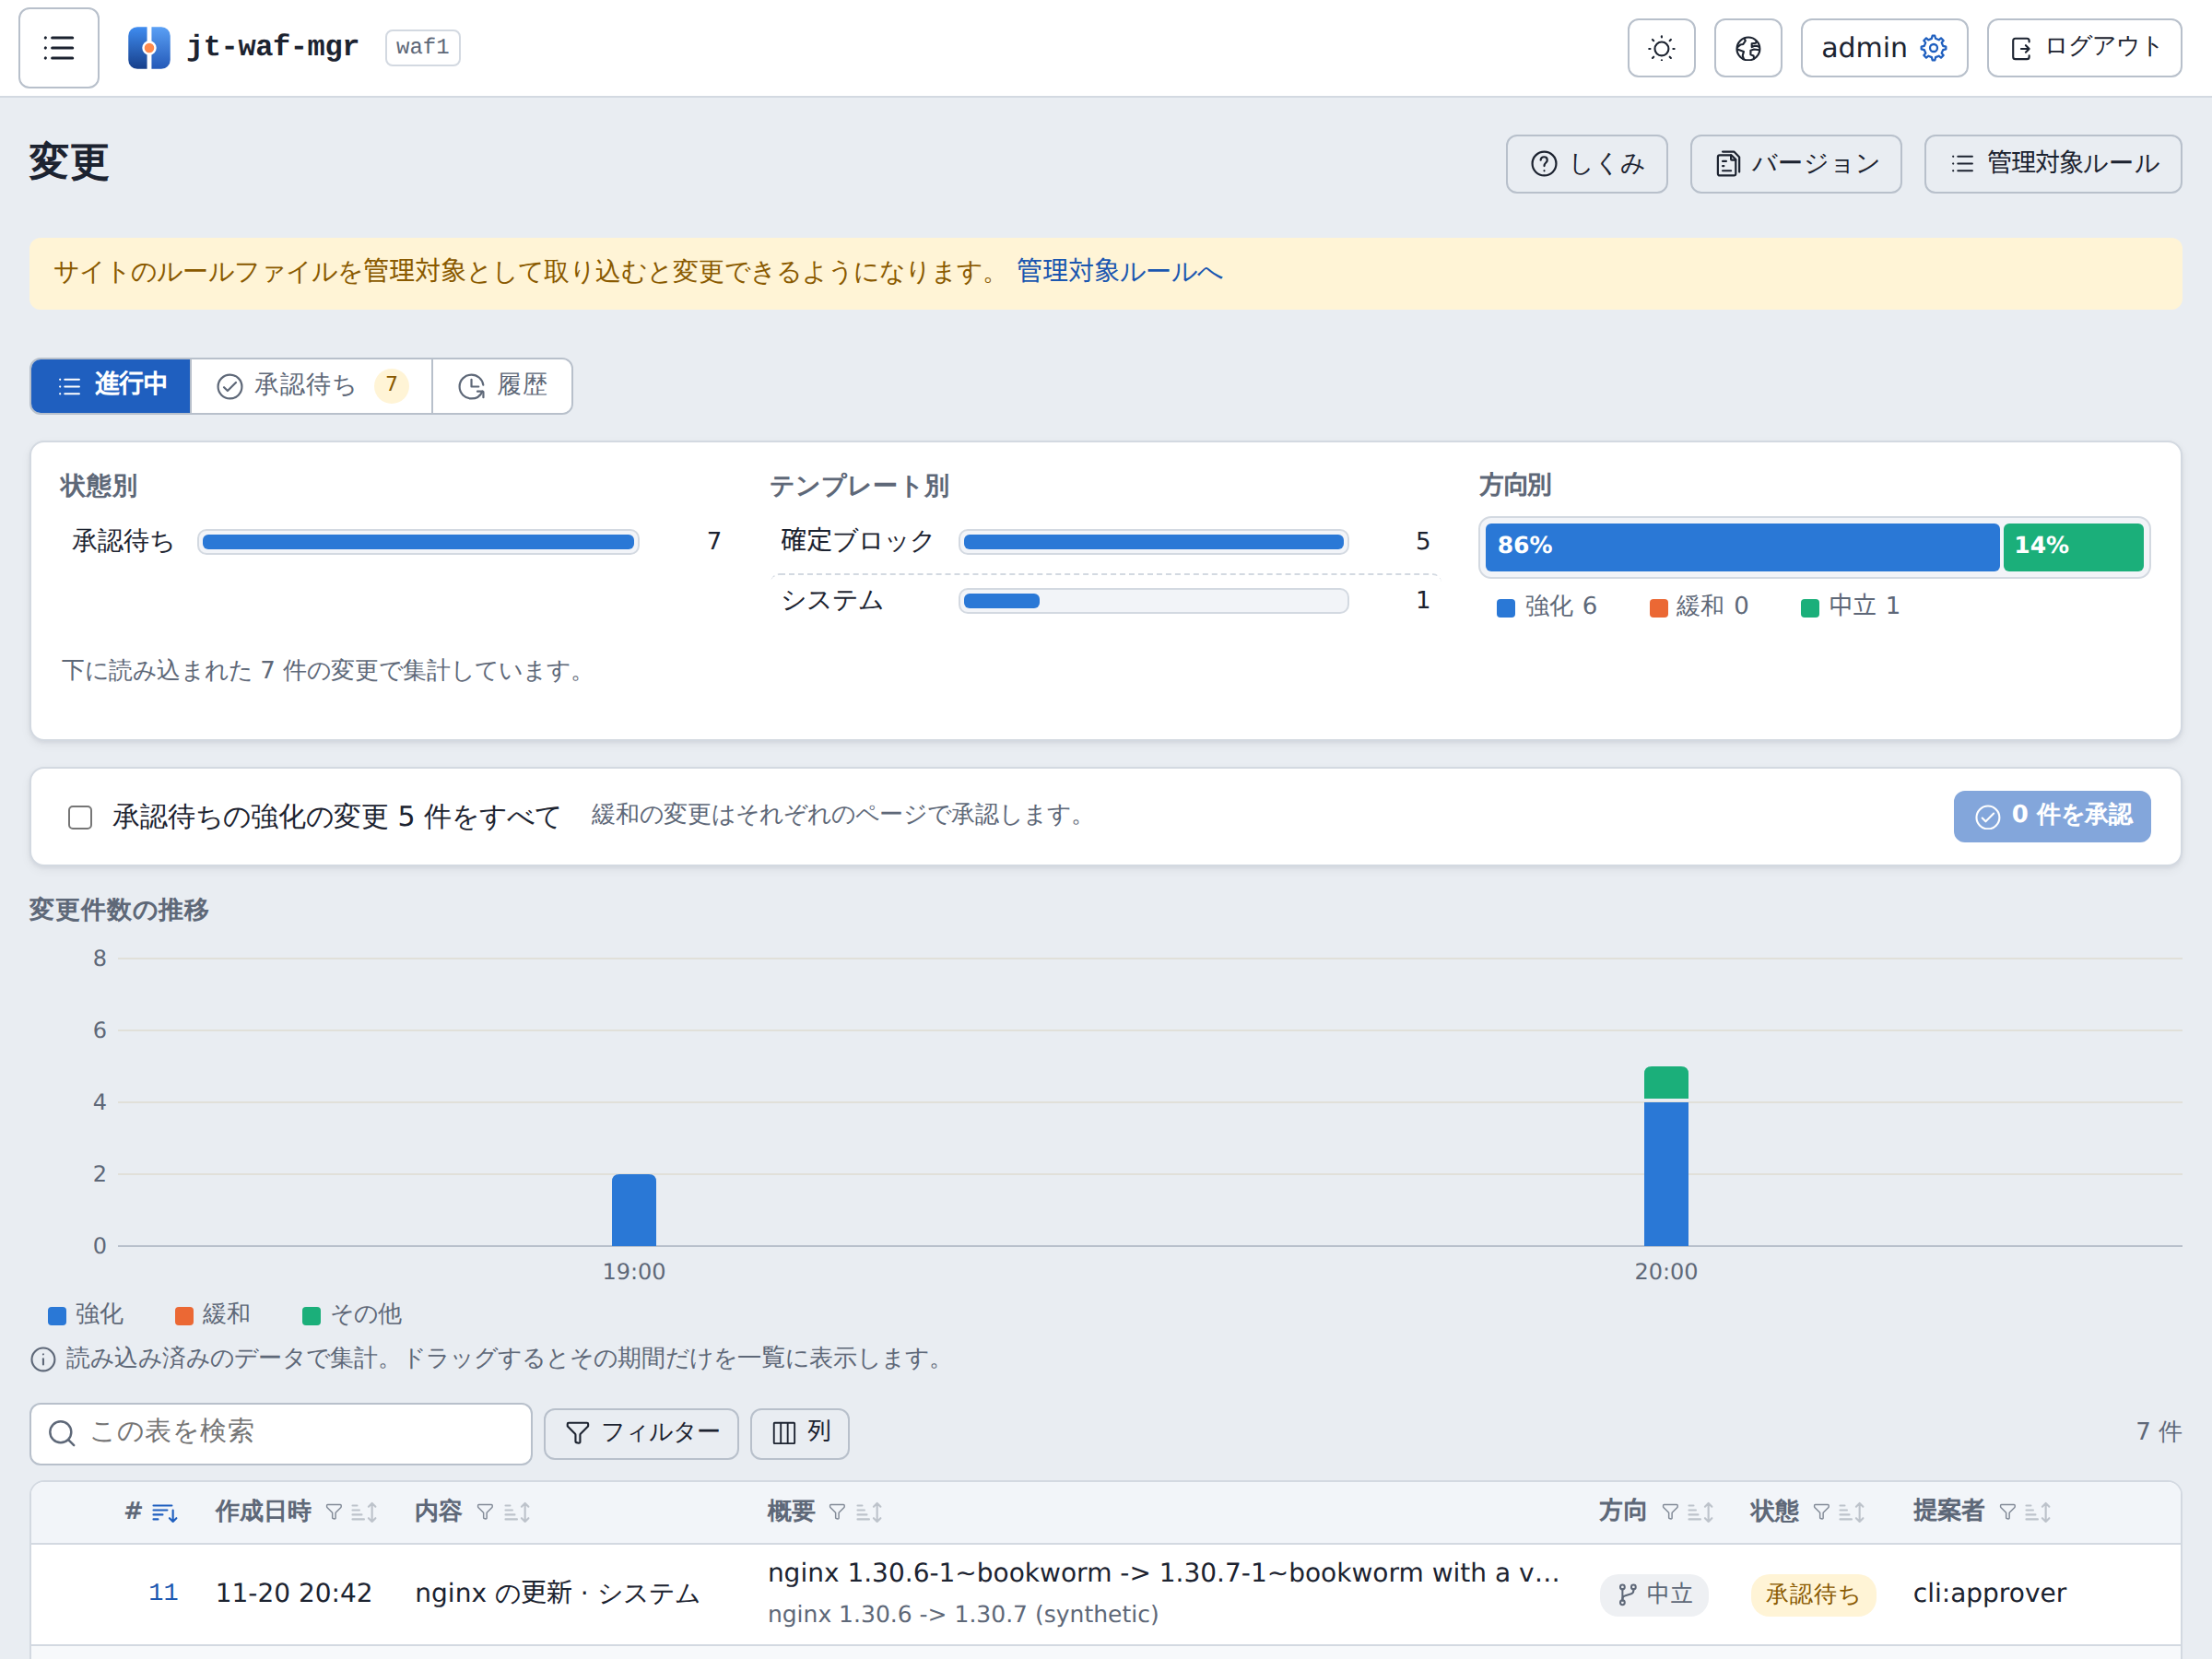 jt-waf-mgr waf1 admin ログアウト
変更 しくみ バージョン 管理対象ルール
サイトのルールファイルを管理対象として取り込むと変更できるようになります。 管理対象ルールへ
進行中 承認待ち 7 履歴
状態別 テンプレート別 方向別
承認待ち 7 確定ブロック 5 86% 14%
システム 1 強化 6 緩和 0 中立 1
下に読み込まれた 7 件の変更で集計しています。
承認待ちの強化の変更 5 件をすべて 緩和の変更はそれぞれのページで承認します。 0 件を承認
変更件数の推移
8
6
4
2
0
19:00 20:00
強化 緩和 その他
読み込み済みのデータで集計。ドラッグするとその期間だけを一覧に表示します。
この表を検索 フィルター 列 7 件
# 作成日時 内容 概要 方向 状態 提案者
11 11-20 20:42 nginx の更新 · システム nginx 1.30.6-1~bookworm -> 1.30.7-1~bookworm with a v… 中立 承認待ち cli:approver
nginx 1.30.6 -> 1.30.7 (synthetic)